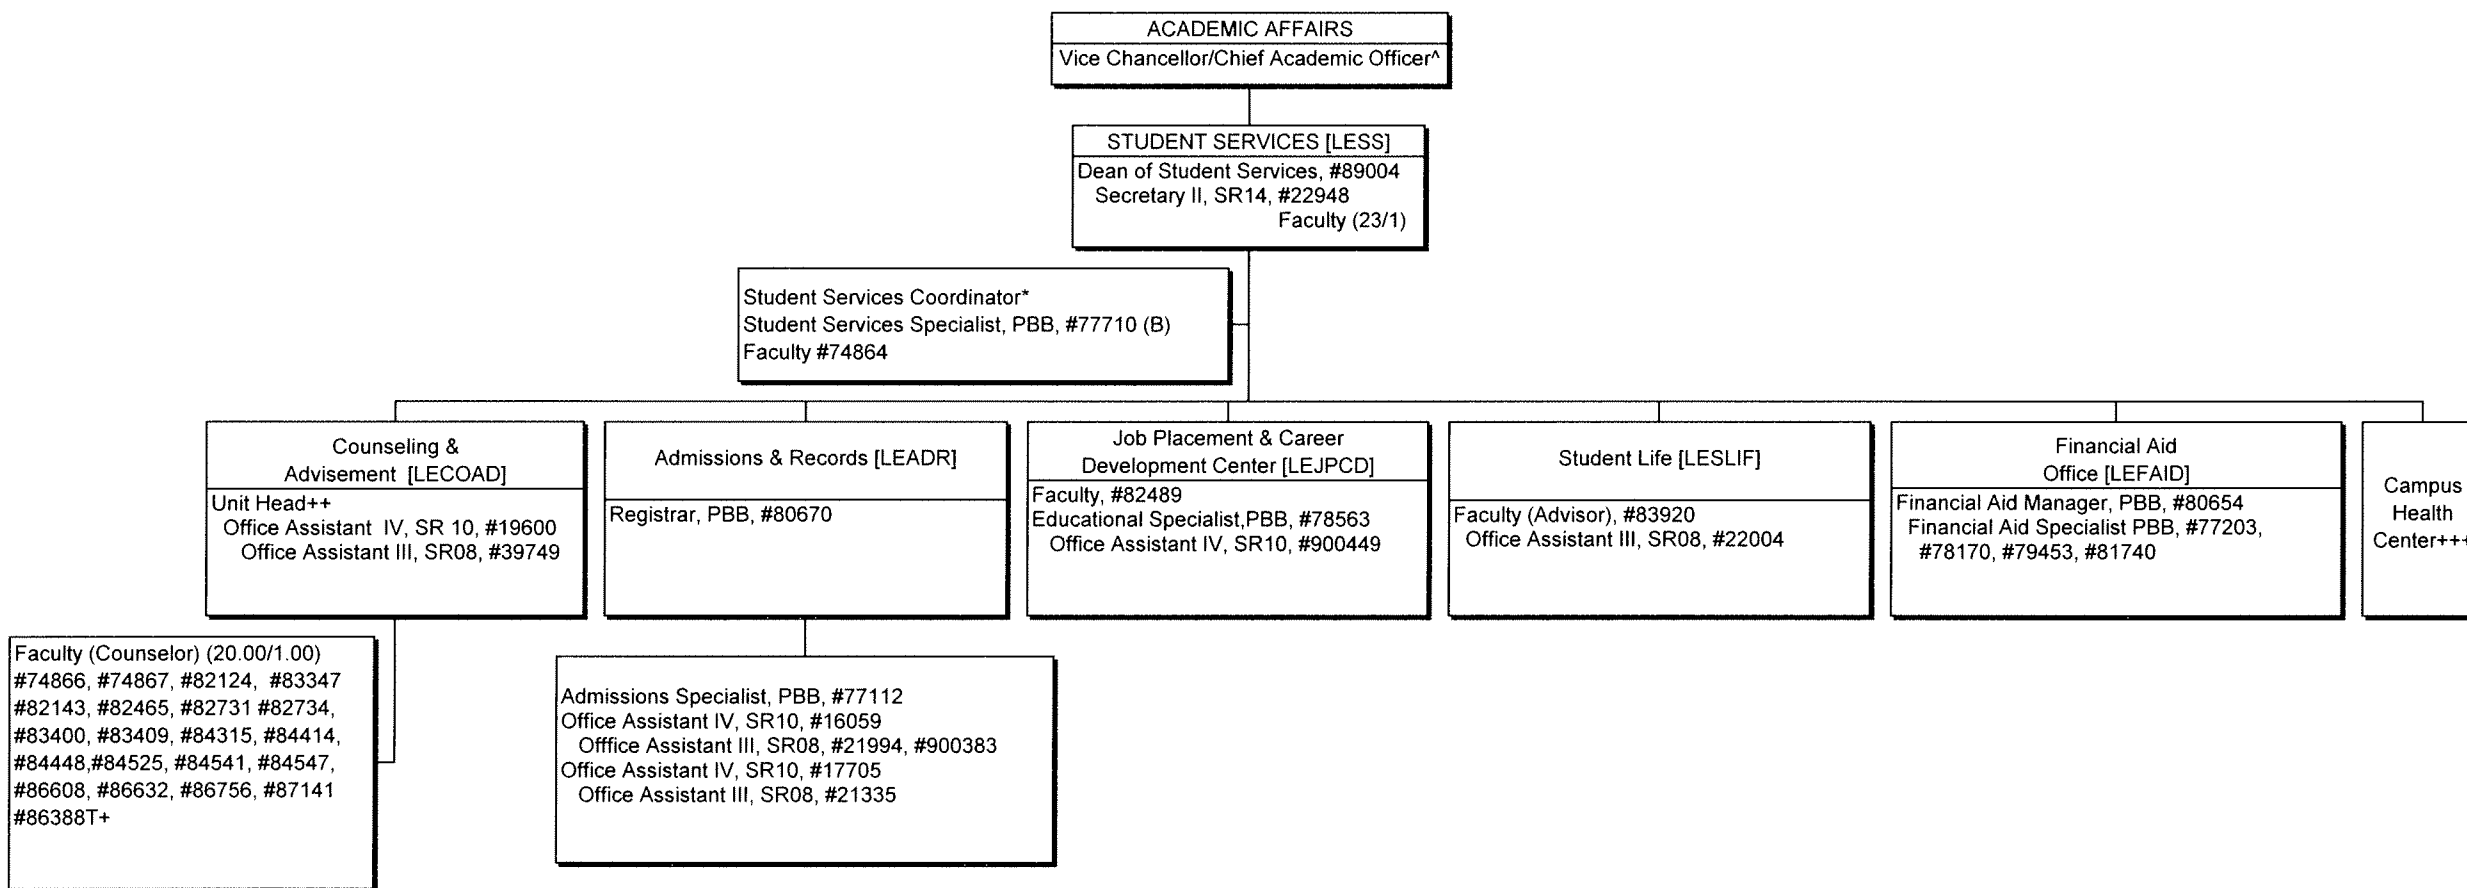 ACADEMIC AFFAIRS
Vice Chancellor/Chief Academic Officer^
STUDENT SERVICES [LESS]
Dean of Student Services, #89004
Secretary II, SR14, #22948
Faculty (23/1)
Student Services Coordinator*
Student Services Specialist, PBB, #77710 (B)
Faculty #74864
Counseling &
Advisement [LECOAD]
Unit Head++
Office Assistant IV, SR 10, #19600
Office Assistant III, SR08, #39749
Admissions & Records [LEADR]
Registrar, PBB, #80670
Job Placement & Career
Development Center [LEJPCD]
Faculty, #82489
Educational Specialist,PBB, #78563
Office Assistant IV, SR10, #900449
Student Life [LESLIF]
Faculty (Advisor), #83920
Office Assistant III, SR08, #22004
Financial Aid
Office [LEFAID]
Financial Aid Manager, PBB, #80654
Financial Aid Specialist PBB, #77203,
#78170, #79453, #81740
Campus
Health
Center+++
Faculty (Counselor) (20.00/1.00)
#74866, #74867, #82124, #83347
#82143, #82465, #82731 #82734,
#83400, #83409, #84315, #84414,
#84448,#84525, #84541, #84547,
#86608, #86632, #86756, #87141
#86388T+
Admissions Specialist, PBB, #77112
Office Assistant IV, SR10, #16059
Offfice Assistant III, SR08, #21994, #900383
Office Assistant IV, SR10, #17705
Office Assistant III, SR08, #21335